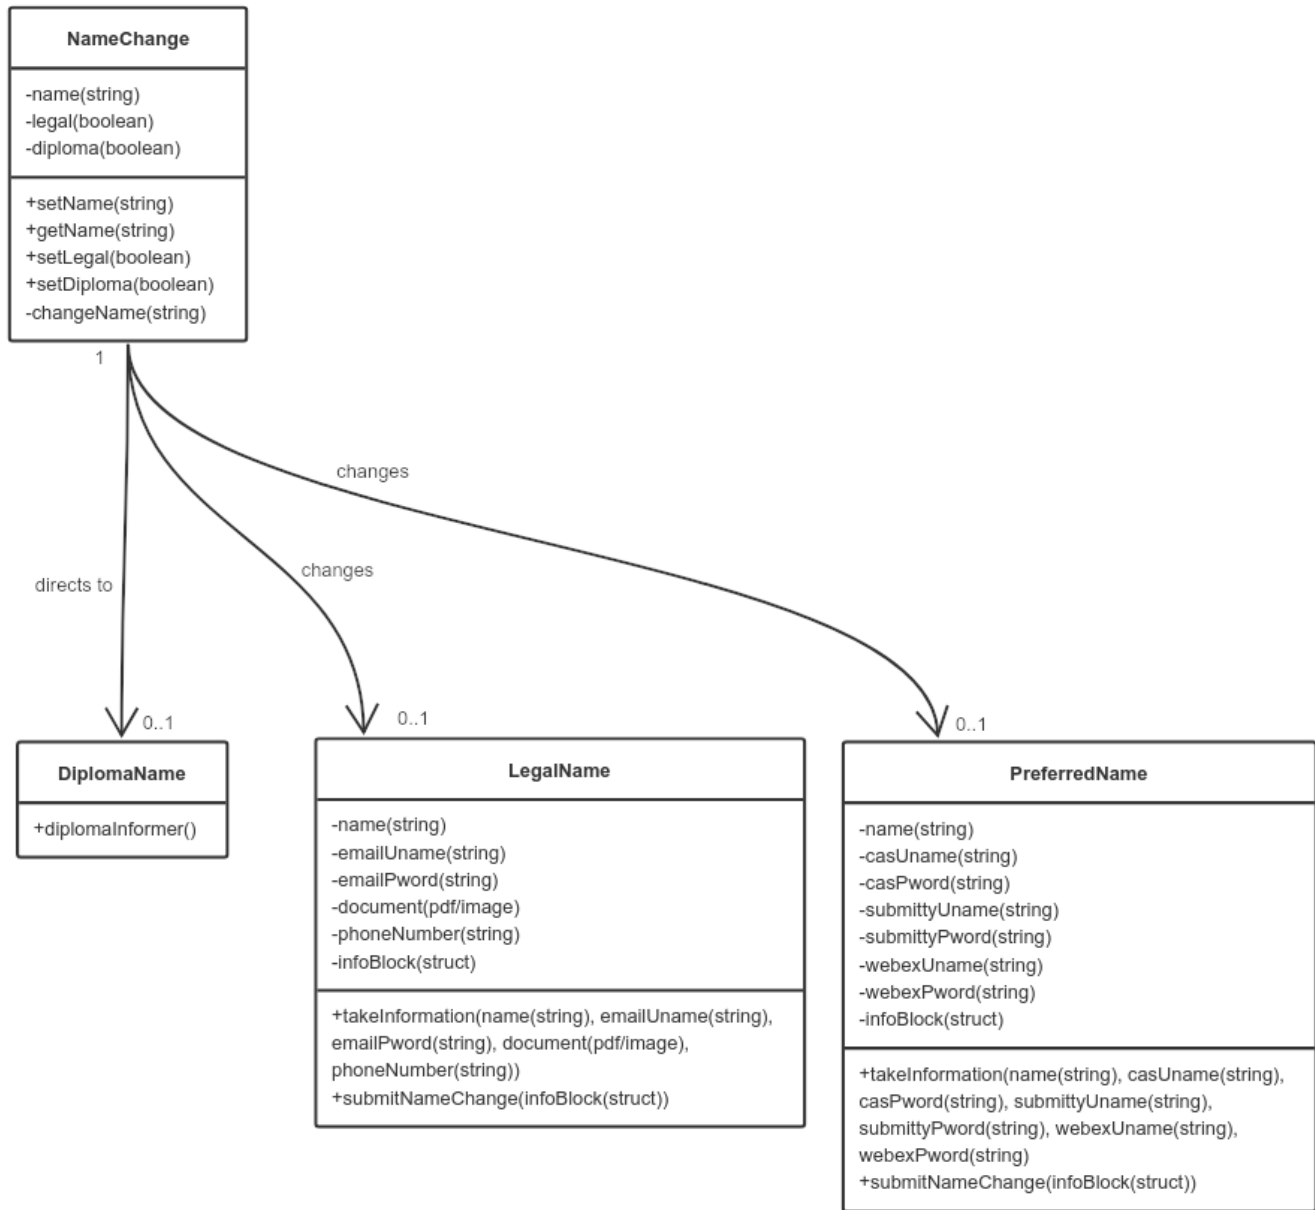 NameChange
-name(string)
-legal(boolean)
-diploma(boolean)
+setName(string)
+getName(string)
+setLegal(boolean)
+setDiploma(boolean)
-changeName(string)
1
changes
changes
directs to
0..1
0..1
0..1
DiplomaName
+diplomaInformer()
LegalName
-name(string)
-emailUname(string)
-emailPword(string)
-document(pdf/image)
-phoneNumber(string)
-infoBlock(struct)
+takeInformation(name(string), emailUname(string),
emailPword(string), document(pdf/image),
phoneNumber(string))
+submitNameChange(infoBlock(struct))
PreferredName
-name(string)
-casUname(string)
-casPword(string)
-submittyUname(string)
-submittyPword(string)
-webexUname(string)
-webexPword(string)
-infoBlock(struct)
+takeInformation(name(string), casUname(string),
casPword(string), submittyUname(string),
submittyPword(string), webexUname(string),
webexPword(string)
+submitNameChange(infoBlock(struct))